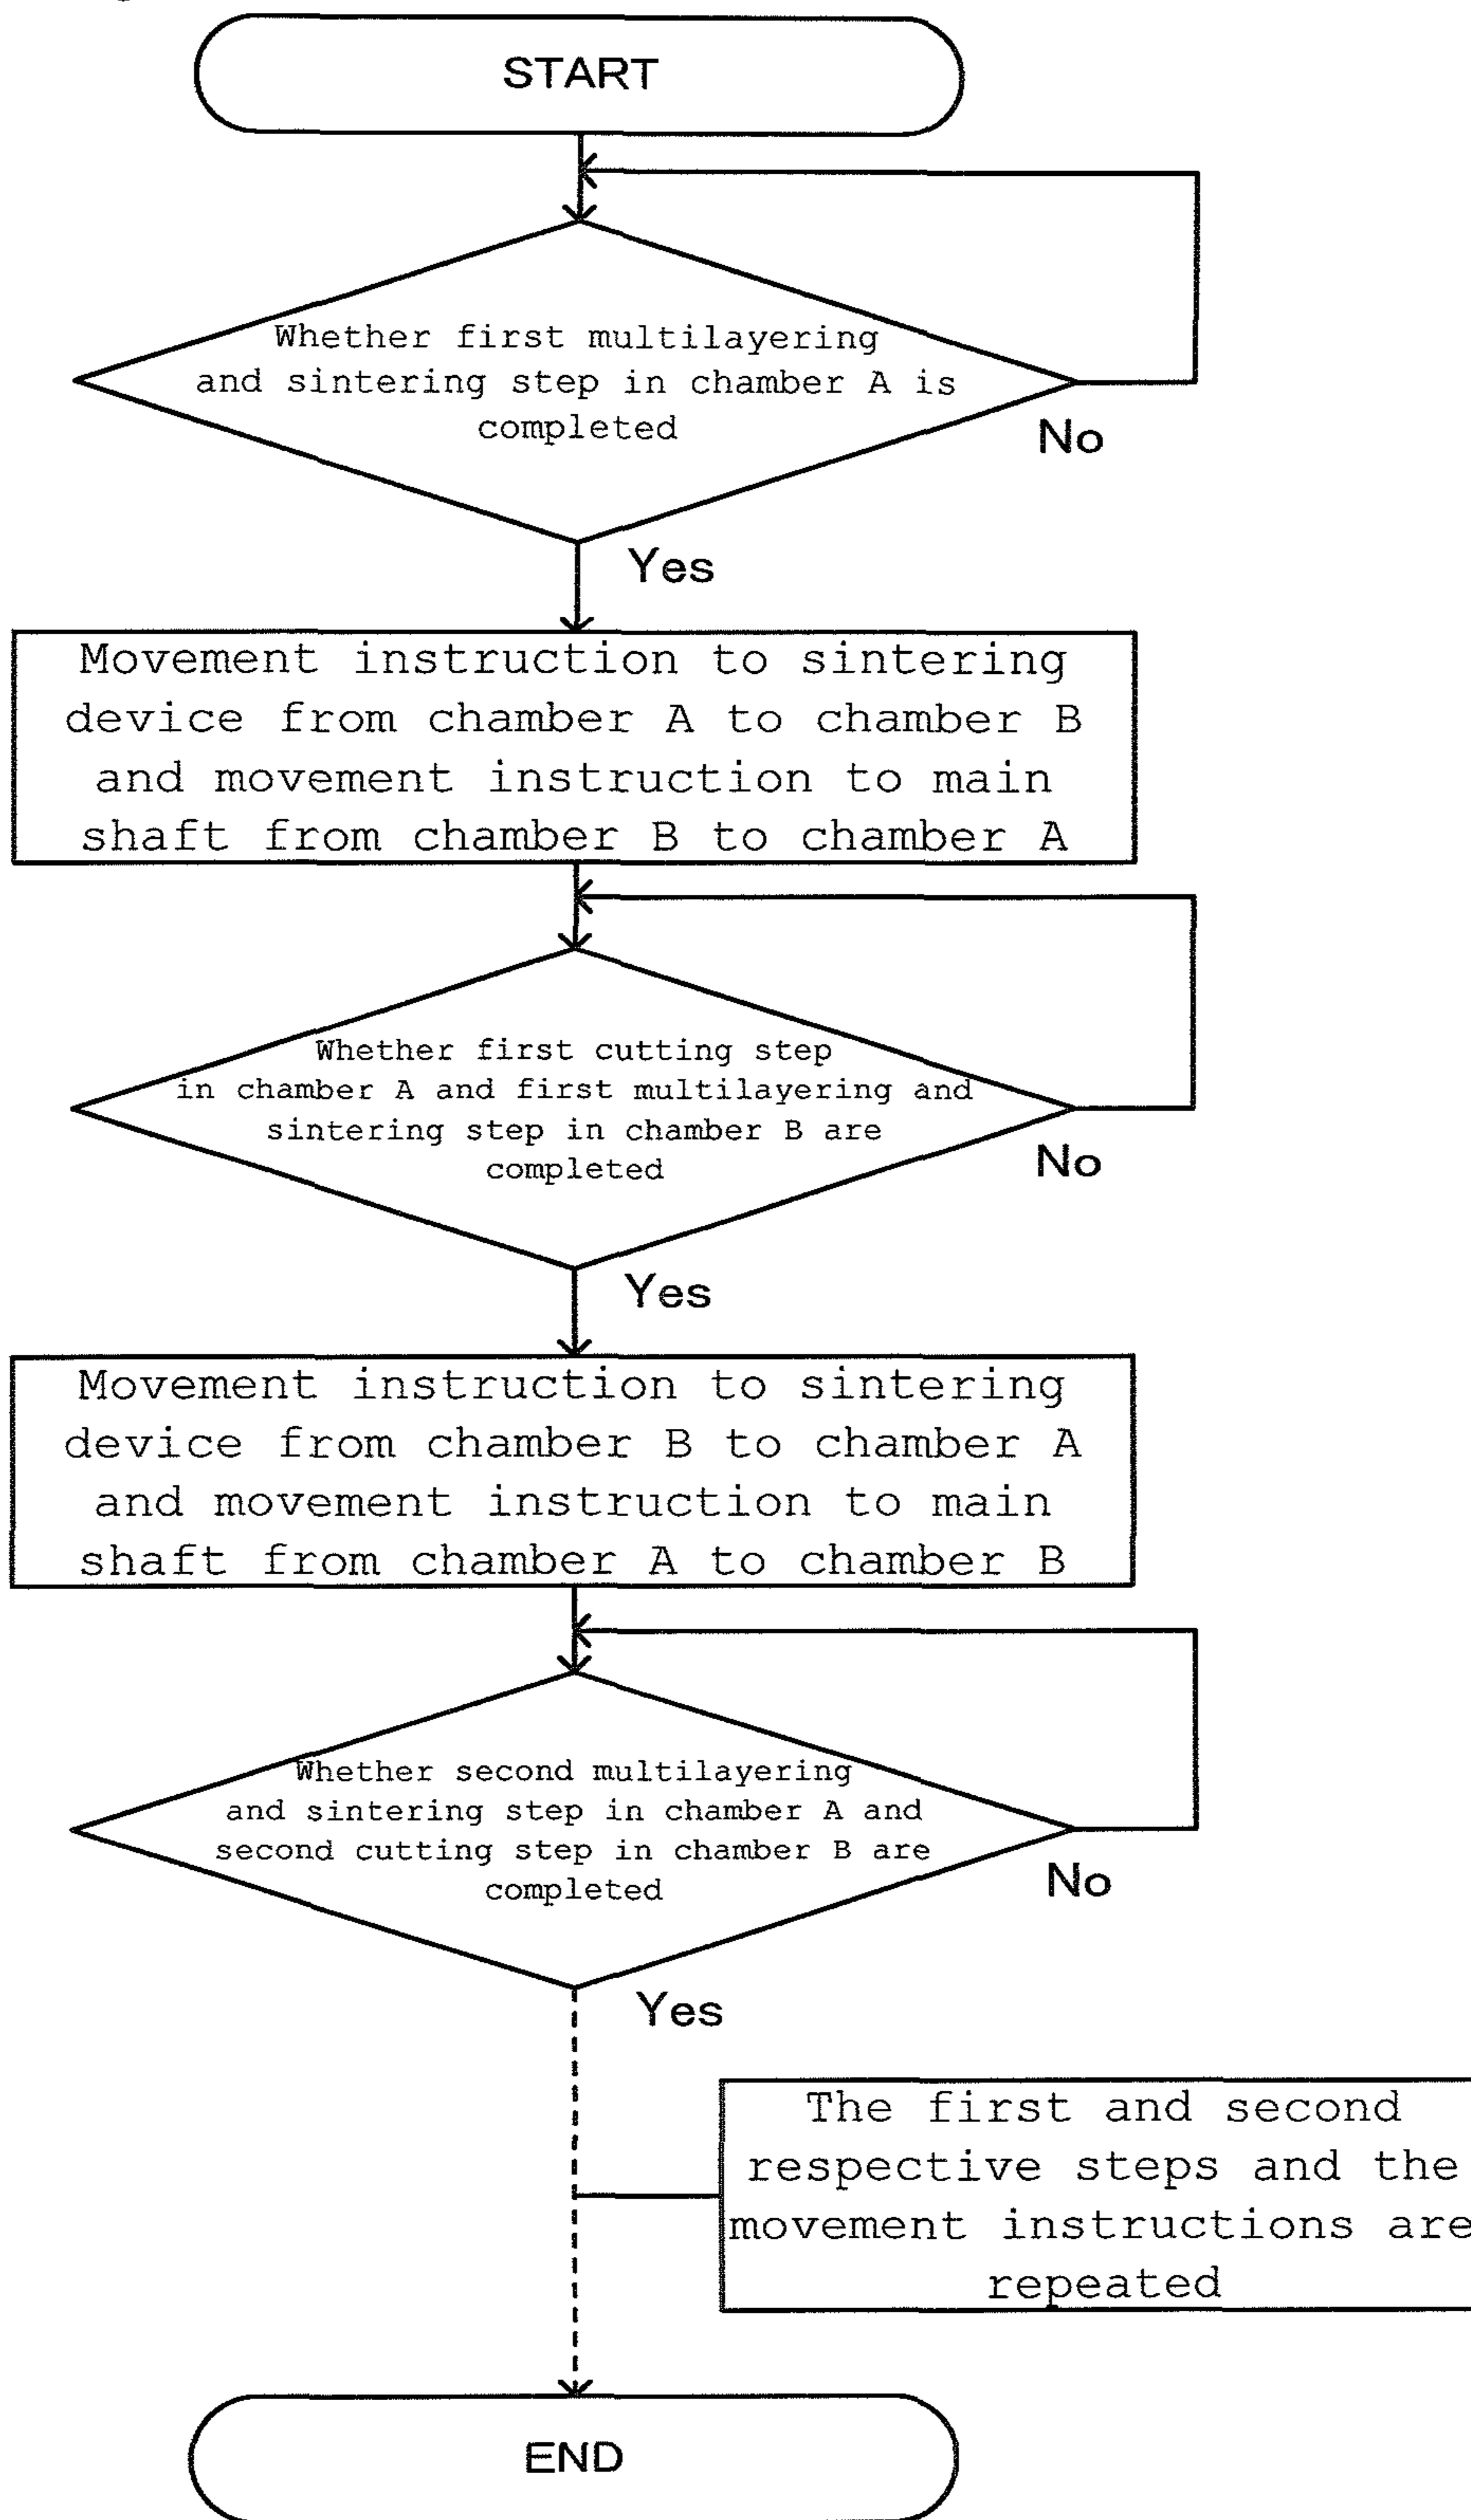 START
Whether first multilayering
and sintering step in chamber A is
completed
No
Yes
Movement instruction to sintering
device from chamber A to chamber B
and movement instruction to main
shaft from chamber B to chamber A
Whether first cutting step
in chamber A and first multilayering and
sintering step in chamber B are
completed
No
Yes
Movement instruction to sintering
device from chamber B to chamber A
and movement instruction to main
shaft from chamber A to chamber B
Whether second multilayering
and sintering step in chamber A and
second cutting step in chamber B are
completed
No
Yes
The first and second
respective steps and the
movement instructions are
repeated
END